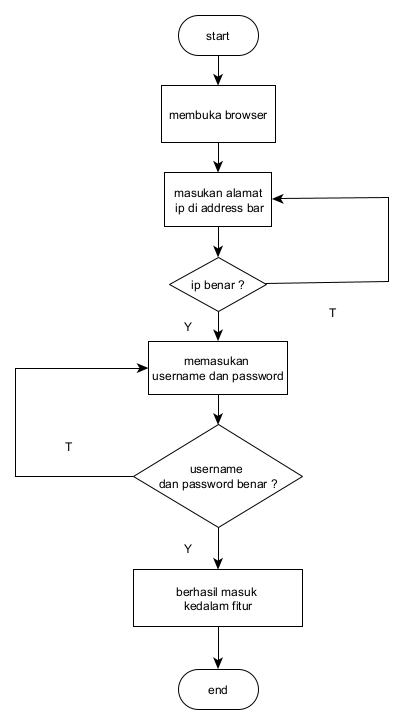 start
membuka browser
masukan alamat
ip di address bar
ip benar ?
T
Y
memasukan
username dan password
T
username
dan password benar ?
Y
berhasil masuk
kedalam fitur
end